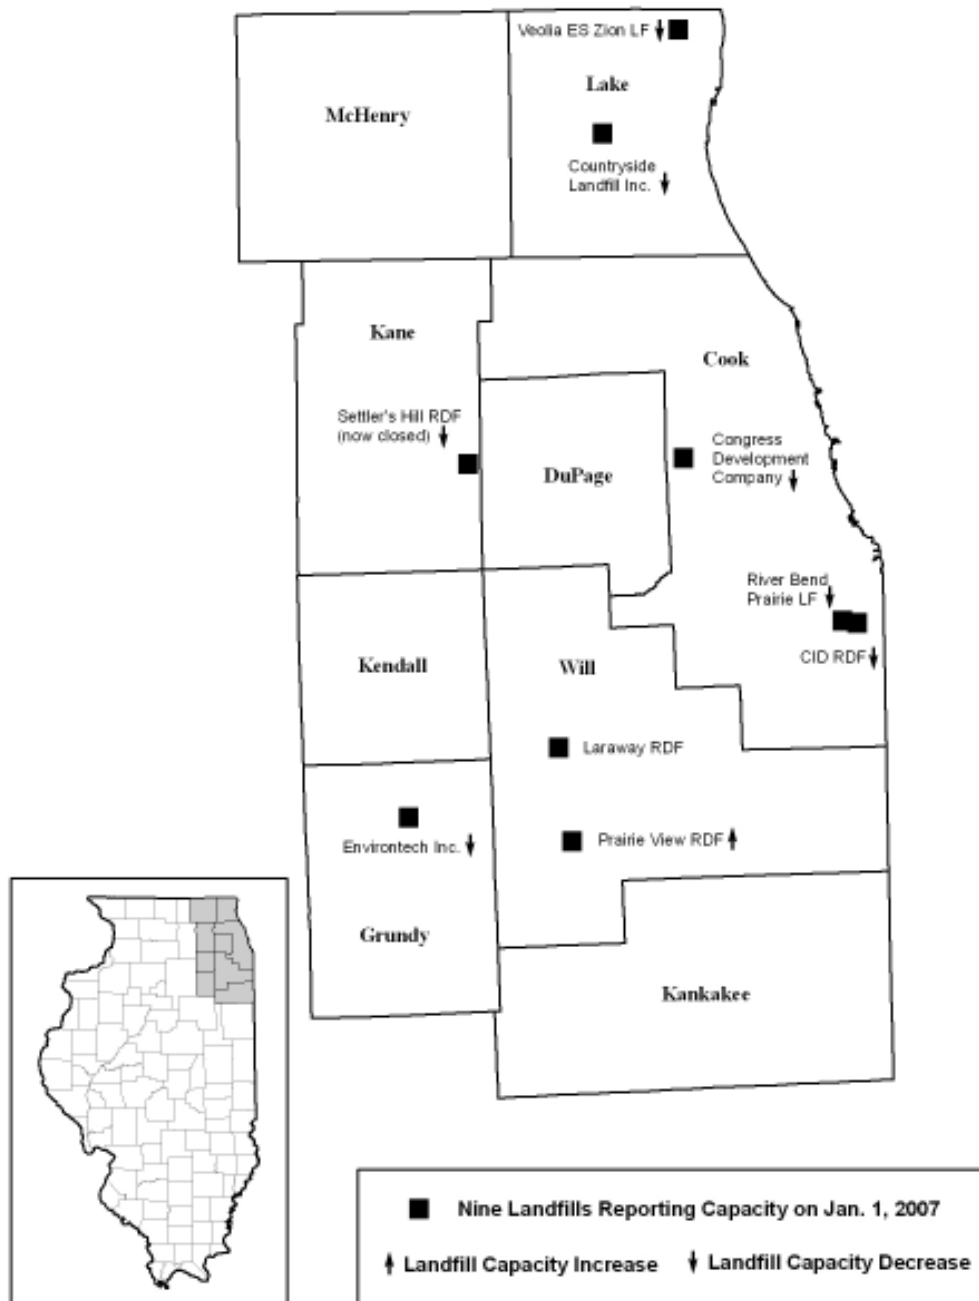 Veolia ES Zion LF
Lake
McHenry
Countryside
Landfill Inc.
Kane
Cook
Settler's Hill RDF
(now closed)
Congress
Development
Company
DuPage
River Bend
Prairie LF
CID RDF
Kendall
Will
Laraway RDF
Prairie View RDF
Environtech Inc.
Grundy
Kankakee
Nine Landfills Reporting Capacity on Jan. 1, 2007
Landfill Capacity Increase
Landfill Capacity Decrease